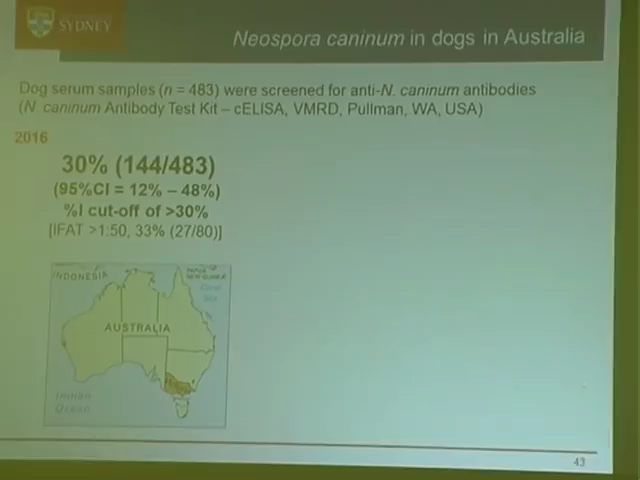 SYDNEY
Neospora caninum in dogs in Australia
Dog serum samples (n = 483) were screened for anti-N. caninum antibodies
(N. caninum Antibody Test Kit – cELISA, VMRD, Pullman, WA, USA)
2016
30% (144/483)
(95%CI = 12% – 48%)
%I cut-off of >30%
[IFAT >1:50, 33% (27/80)]
INDONESIA
PAPUA
NEW GUINEA
Coral
Sea
AUSTRALIA
Indian
Ocean
43